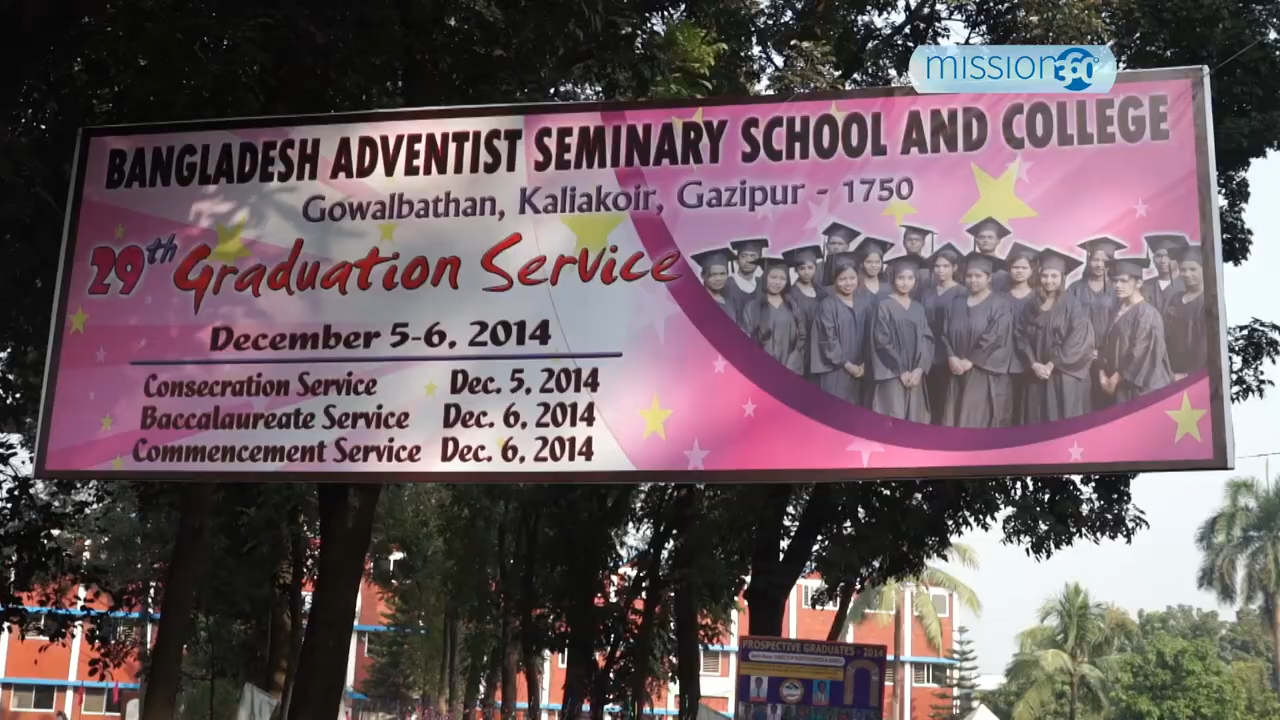 mission360°
BANGLADESH ADVENTIST SEMINARY SCHOOL AND COLLEGE
Gowalbathan, Kaliakoir, Gazipur - 1750
29th Graduation Service
December 5-6, 2014
Consecration Service Dec. 5, 2014
Baccalaureate Service Dec. 6, 2014
Commencement Service Dec. 6, 2014
PROSPECTIVE GRADUATES - 2014